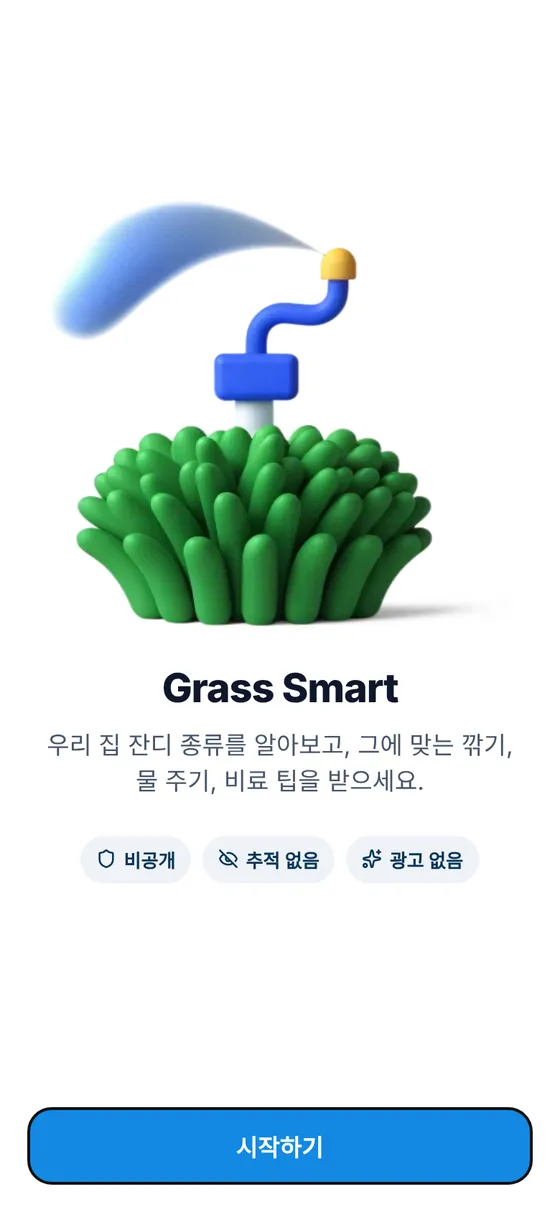 Grass Smart
우리 집 잔디 종류를 알아보고, 그에 맞는 깎기,
물 주기, 비료 팁을 받으세요.
비공개
추적 없음
광고 없음
시작하기